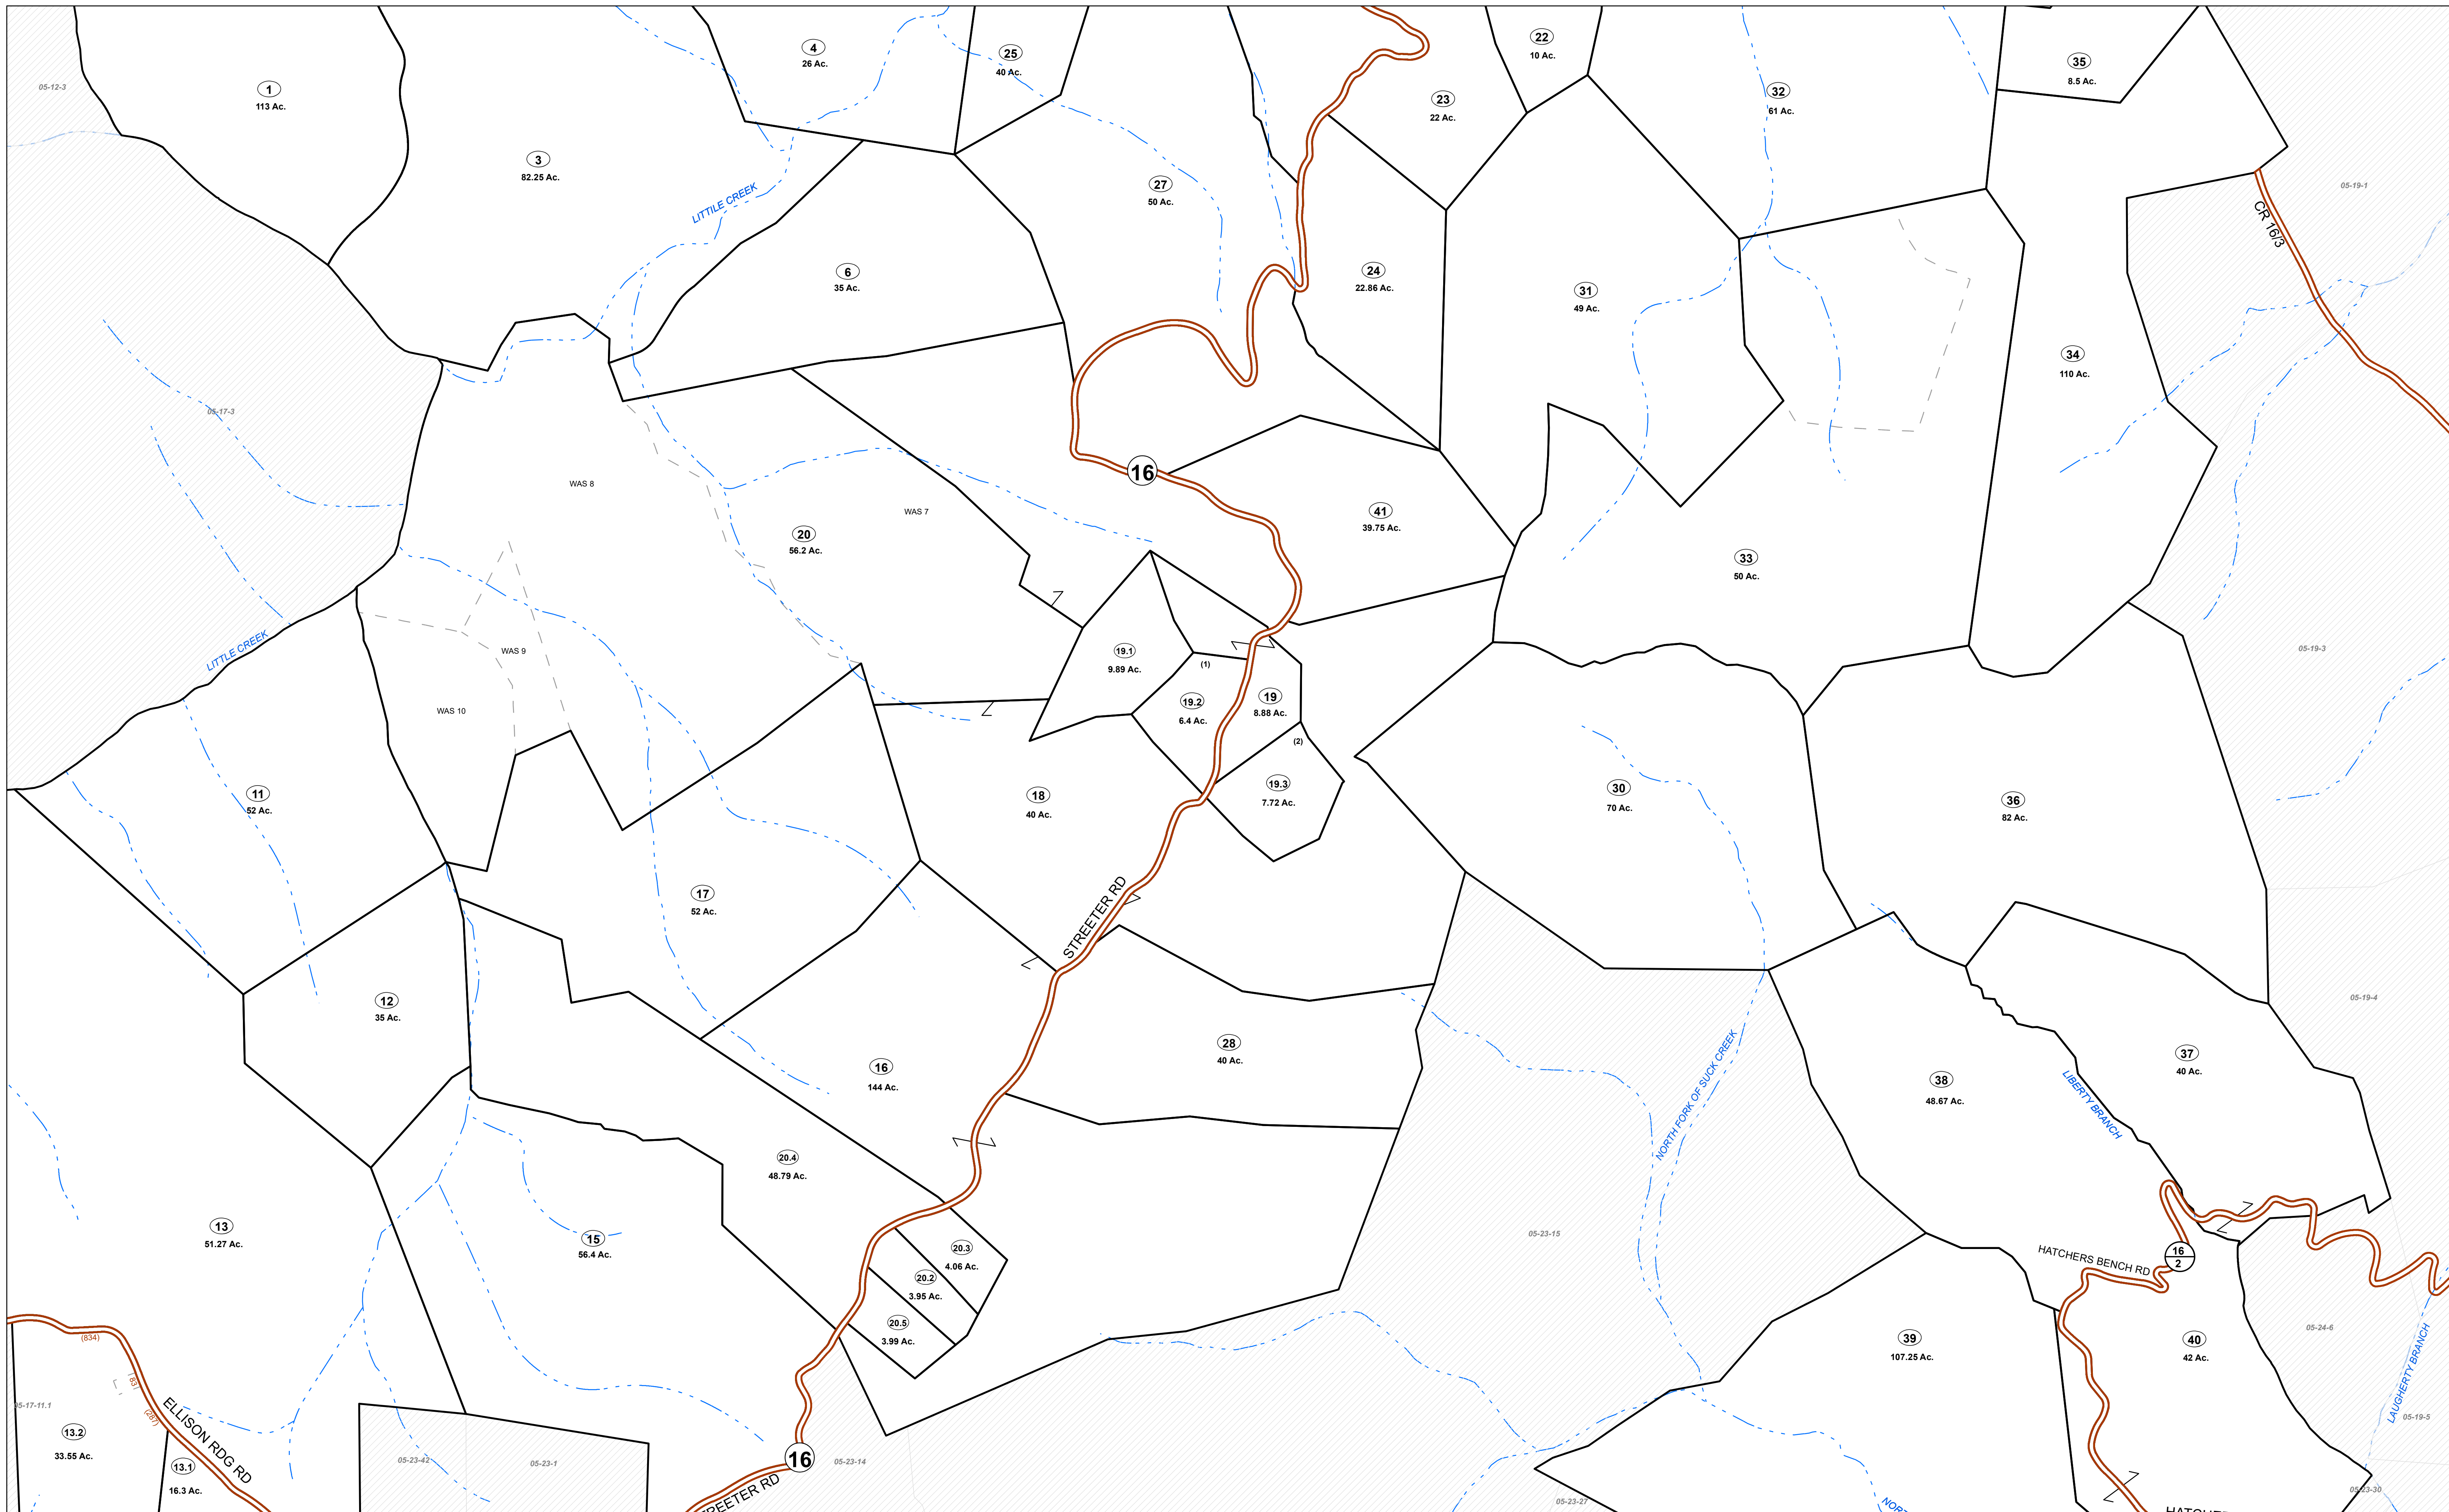 4
26 Ac.
25
40 Ac.
22
10 Ac.
35
8.5 Ac.
05-12-3
1
113 Ac.
23
22 Ac.
32
61 Ac.
3
82.25 Ac.
LITTILE CREEK
27
50 Ac.
05-19-1
CR 16/3
6
35 Ac.
24
22.86 Ac.
31
49 Ac.
34
110 Ac.
05-17-3
16
WAS 8
WAS 7
20
56.2 Ac.
41
39.75 Ac.
33
50 Ac.
LITTLE CREEK
WAS 9
WAS 10
19.1
9.89 Ac.
(1)
19.2
6.4 Ac.
19
8.88 Ac.
(2)
19.3
7.72 Ac.
05-19-3
11
52 Ac.
18
40 Ac.
30
70 Ac.
36
82 Ac.
17
52 Ac.
STREETER RD
12
35 Ac.
05-19-4
28
40 Ac.
16
144 Ac.
NORTH FORK OF SUCK CREEK
38
48.67 Ac.
LIBERTY BRANCH
37
40 Ac.
20.4
48.79 Ac.
13
51.27 Ac.
15
56.4 Ac.
20.3
4.06 Ac.
20.2
3.95 Ac.
20.5
3.99 Ac.
05-23-15
HATCHERS BENCH RD
16
2
39
107.25 Ac.
40
42 Ac.
05-24-6
LAUGHERTY BRANCH
(834)
(287)
ELLISON RDG RD
05-17-11.1
13.2
33.55 Ac.
13.1
16.3 Ac.
05-23-42
05-23-1
16
05-23-14
05-19-5
05-23-27
05-23-30